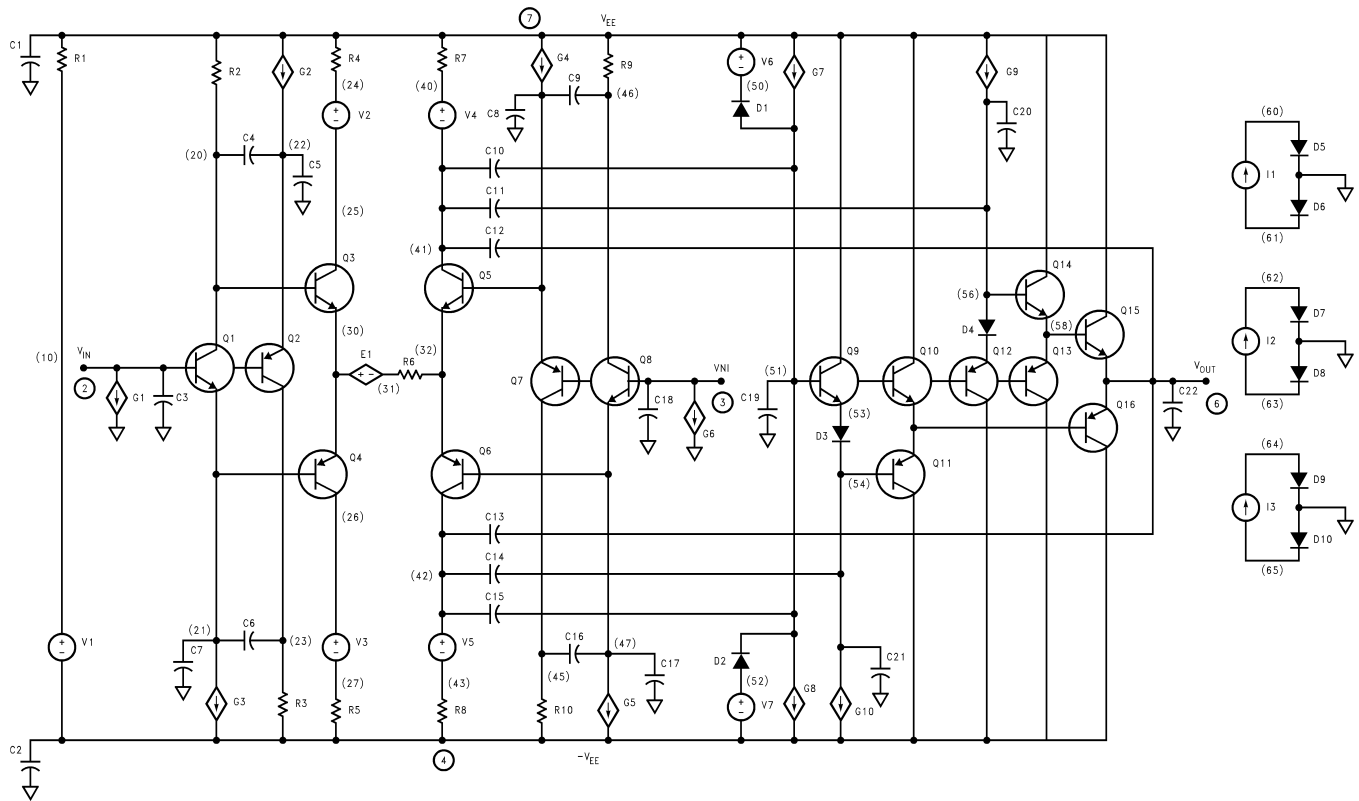 7 V_EE
C1 R1 R2 G2 R4 R7 G4 R9 V6 G7 G9
(24) (40) C9 (46) (50)
V2 V4 C8 D1 C20 (60)
C4 (22) C10 D5
(20) C5 I1
C11 D6
(25) C12 (61)
(41)
Q3 Q5 Q14 (62)
(56) Q15 D7
(30) (32) D4 (58)
Q1 Q2 E1 R6 Q8 Q9 Q10 Q12 Q13 I2
(10) V_IN VNI (51) V_OUT
2 G1 C3 (31) Q7 C18 3 C19 C22 6 D8
G6 (53) Q16 (63)
D3
Q4 Q6 Q11 (64)
(54) D9
(26) C13 I3
C14 D10
(42) (65)
C15
(21) C6 (23) C16 (47)
V1 C7 V3 V5 C17 D2 C21
(27) (43) (45) (52)
G3 R3 R5 R8 R10 G5 V7 G8 G10
C2 4 -V_EE